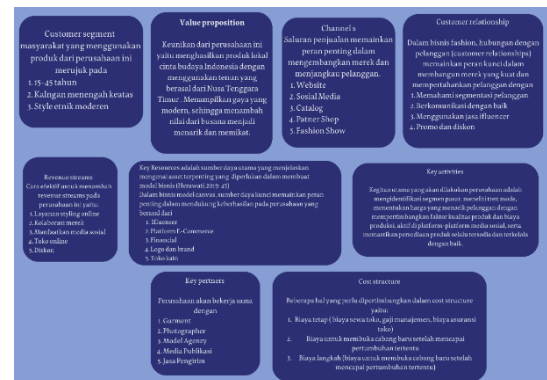 Customer segment
masyarakat yang menggunakan
produk dari perusahaan ini
merujuk pada
1. 15-45 tahun
2. Kalngan menengah keatas
3. Style etnik moderen
Value proposition
Keunikan dari perusahaan ini
yaitu menghasilkan produk lokal
cinta budaya Indonesia dengan
menggunakan tenun yang
berasal dari Nusa Tenggara
Timur . Menampilkan gaya yang
modern, sehingga menambah
nilai dari busana menjadi
menarik dan memikat.
Channel s
Saluran penjualan memainkan
peran penting dalam
mengembangkan merek dan
menjangkau pelanggan.
1. Website
2. Sosial Media
3. Catalog
4. Patner Shop
5. Fashion Show
Customer relationship
Dalam bisnis fashion, hubungan dengan
pelanggan (customer relationships)
memainkan peran kunci dalam
membangun merek yang kuat dan
mempertahankan pelanggan dengan
1. Memahami segmentasi pelanggan
2. Berkomunikasi dengan baik
3. Menggunakan jasa ifluencer
4. Promo dan diskon
Revenue streams
Cara efektif untuk menambah
revenue streams pada
perusahaan ini yaitu:
1. Layanan styling online
2. Kolaborasi merek
3. Manfaatkan media sosial
4. Toko online
5. Diskon
Key Resources adalah sumber daya utama yang menjelaskan
mengenai asset terpenting yang diperlukan dalam membuat
model bisnis (Herawati 2019: 42)
Dalam bisnis model canvas, sumber daya kunci memainkan peran
penting dalam mendukung keberhasilan pada perusahaan yang
berasal dari
1. Ifluencer
2. Platform E-Commerce
3. Financial
4. Logo dan brand
5. Toko kain
Key activities
Kegitan utama yang akan dilakukan perusahaan adalah
mengidentifikasi segmen pasar, meneliti tren mode,
menentukan harga yang menarik pelanggan dengan
mempertimbangkan faktor kualitas produk dan biaya
produksi, aktif di platform-platform media sosial, serta
memastikan persediaan produk selalu tersedia dan terkelola
dengan baik.
Key pertners
Perusahaan akan bekerja sama
dengan
1. Garment
2. Photographer
3. Model Agenzy
4. Media Publikasi
5. Jasa Pengirim
Cost structure
Beberapa hal yang perlu dipertimbangkan dalam cost structure
yaitu:
1. Biaya tetap ( biaya sewa toko, gaji manajemen, biaya asuransi
toko)
2. Biaya untuk membuka cabang baru setelah mencapai
pertumbuhan tertentu
3. Biaya langkah (biaya untuk membuka cabang baru setelah
mencapai pertumbuhan tertentu)